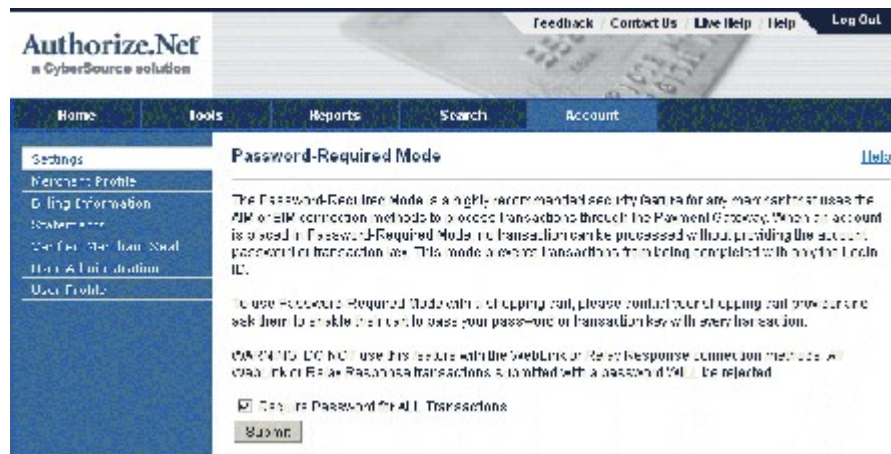 Feedback / Contact Us / Live Help / Help
Log Out
Authorize.Net
a CyberSource solution
Home Tools Reports Search Account
Settings
Merchant Profile
Billing Information
Statements
Verified Merchant Seal
User Administration
User Profile
Password-Required Mode
Help
The Password-Required Mode is a highly recommended security feature for any merchant that uses the
AIM or SIM connection methods to process transactions through the Payment Gateway. When an account
is placed in Password-Required Mode, no transaction can be processed without providing the account
password or transaction key. This mode prevents transactions from being completed with only the Login
ID.
To use Password-Required Mode with a shopping cart, please contact your shopping cart provider and
ask them to enable their cart to pass your password or transaction key with every transaction.
WARNING: DO NOT use this feature with the WebLink or Relay Response connection methods. All
WebLink or Relay Response transactions submitted with a password WILL be rejected.
Require Password for ALL Transactions
Submit